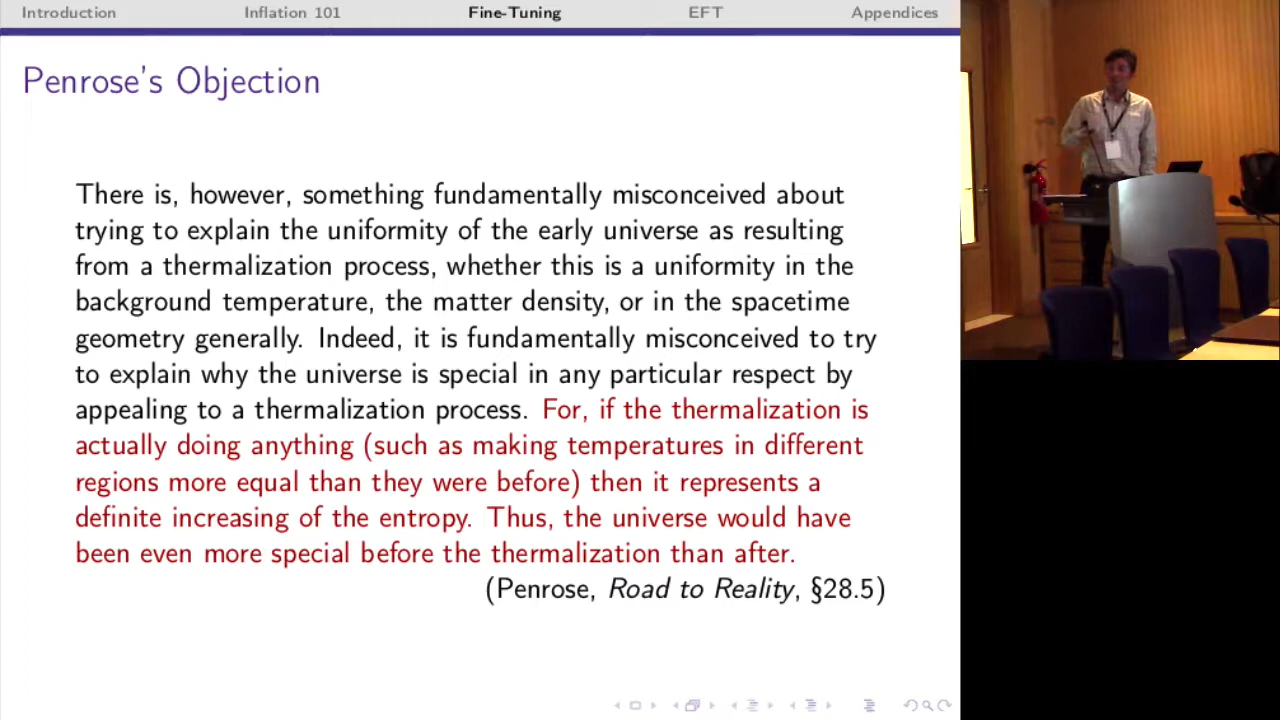 Introduction Inflation 101 Fine-Tuning EFT Appendices
Penrose's Objection
There is, however, something fundamentally misconceived about
trying to explain the uniformity of the early universe as resulting
from a thermalization process, whether this is a uniformity in the
background temperature, the matter density, or in the spacetime
geometry generally. Indeed, it is fundamentally misconceived to try
to explain why the universe is special in any particular respect by
appealing to a thermalization process. For, if the thermalization is
actually doing anything (such as making temperatures in different
regions more equal than they were before) then it represents a
definite increasing of the entropy. Thus, the universe would have
been even more special before the thermalization than after.
(Penrose, Road to Reality, §28.5)